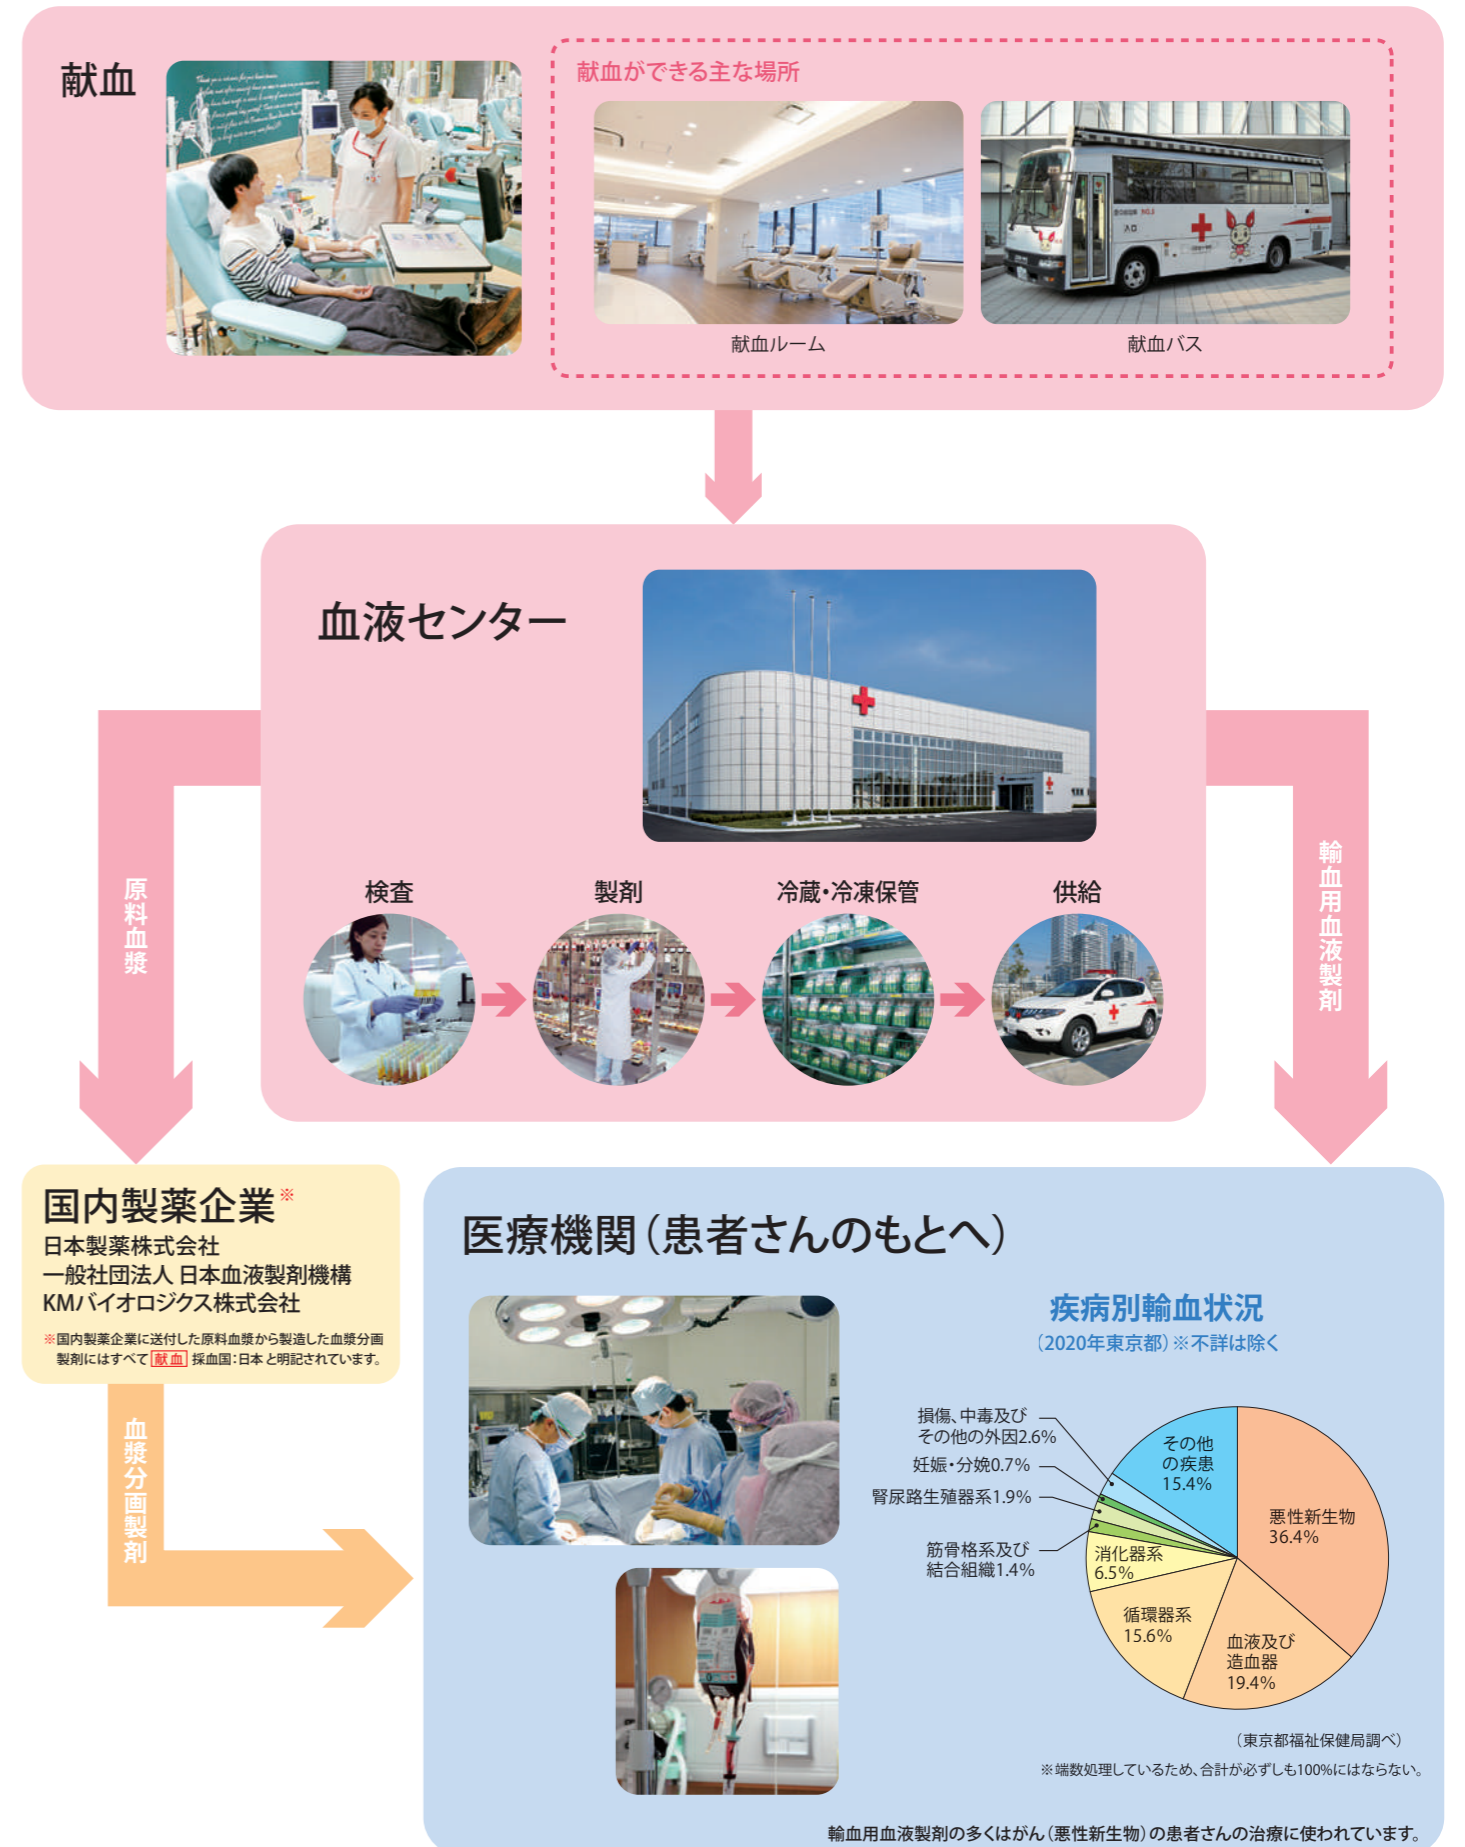 献血
献血ができる主な場所
献血ルーム
献血バス
血液センター
検査
製剤
冷蔵・冷凍保管
供給
原料血漿
輸血用血液製剤
国内製薬企業※
日本製薬株式会社
一般社団法人 日本血液製剤機構
KMバイオロジクス株式会社
※国内製薬企業に送付した原料血漿から製造した血漿分画
製剤にはすべて 献血 採血国：日本 と明記されています。
血漿分画製剤
医療機関（患者さんのもとへ）
疾病別輸血状況
（2020年東京都）※不詳は除く
損傷、中毒及び
その他の外因2.6%
妊娠・分娩0.7%
腎尿路生殖器系1.9%
筋骨格系及び
結合組織1.4%
その他
の疾患
15.4%
悪性新生物
36.4%
消化器系
6.5%
循環器系
15.6%
血液及び
造血器
19.4%
（東京都福祉保健局調べ）
※端数処理しているため、合計が必ずしも100%にはならない。
輸血用血液製剤の多くはがん（悪性新生物）の患者さんの治療に使われています。